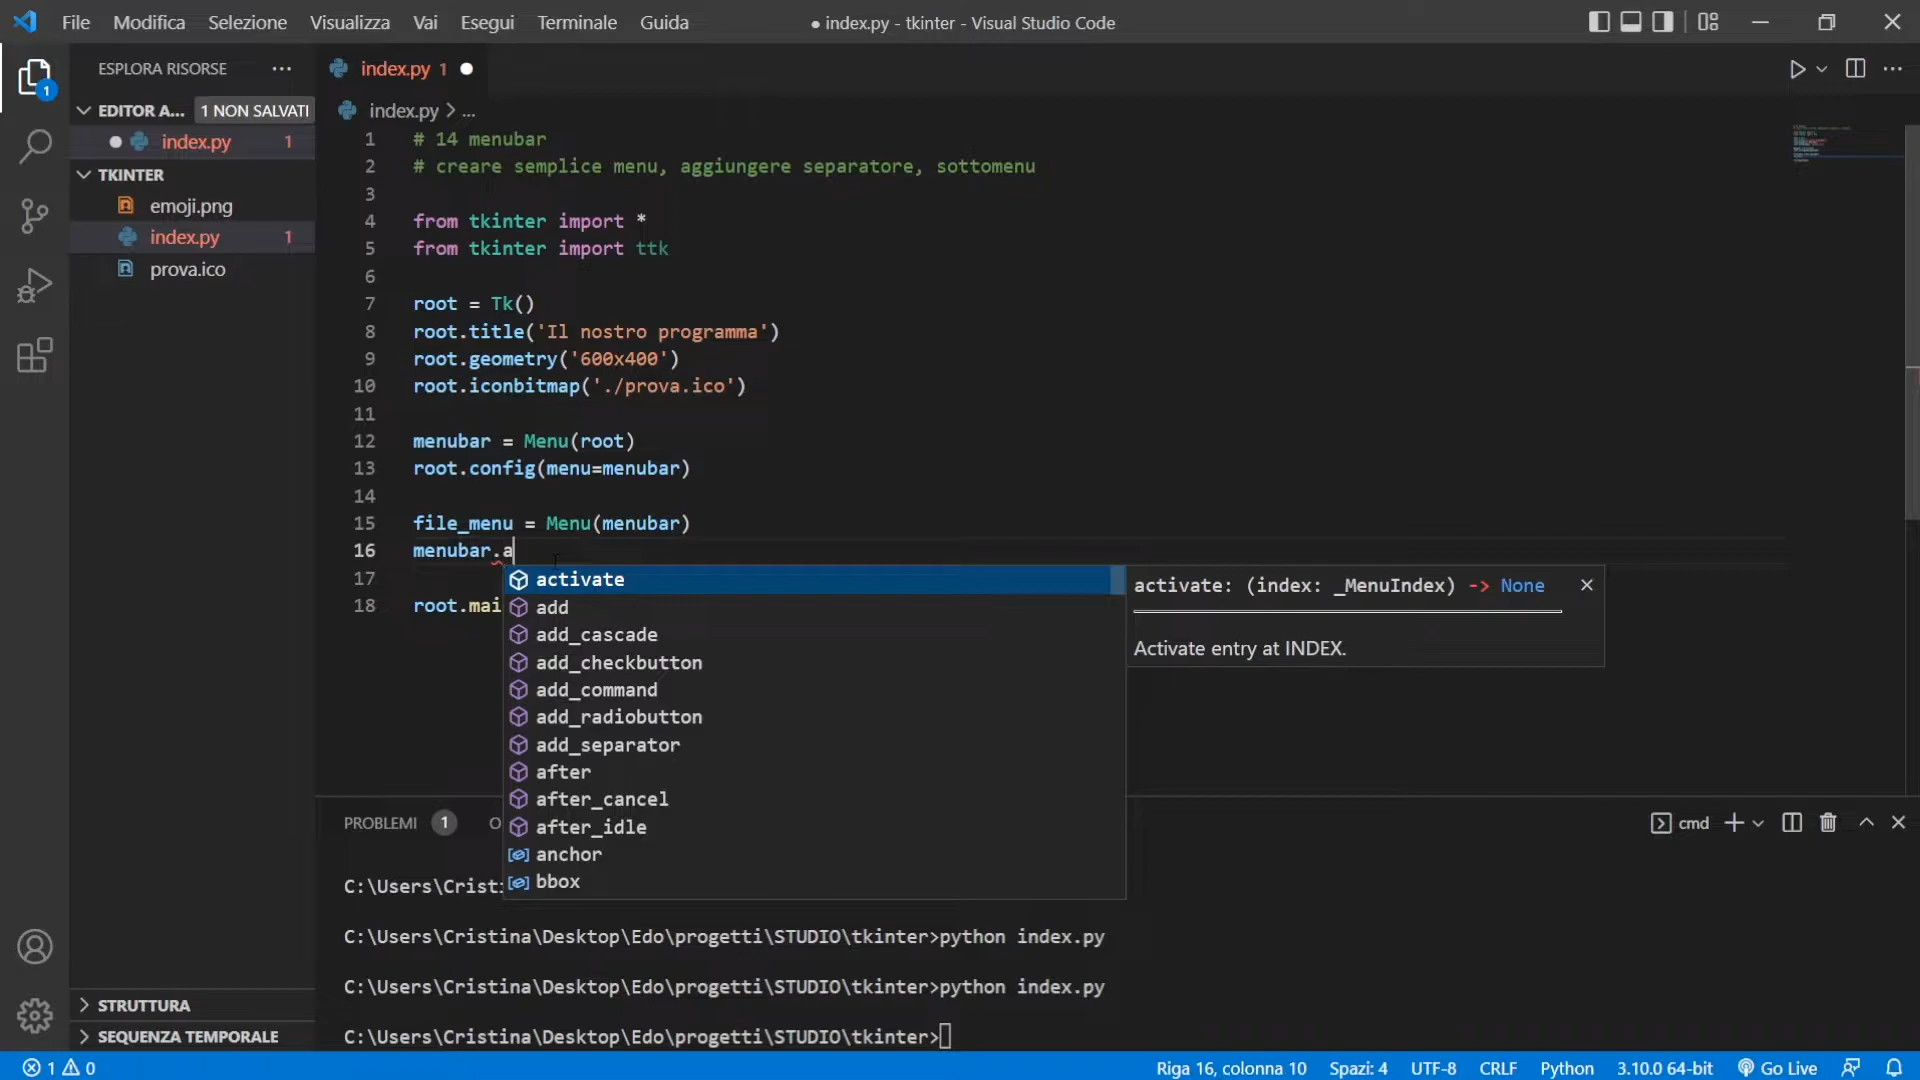 File Modifica Selezione Visualizza Vai Esegui Terminale Guida
● index.py - tkinter - Visual Studio Code
ESPLORA RISORSE ...
EDITOR A... 1 NON SALVATI
index.py 1
TKINTER
emoji.png
index.py 1
prova.ico
STRUTTURA
SEQUENZA TEMPORALE
index.py 1
index.py > ...
1 # 14 menubar
2 # creare semplice menu, aggiungere separatore, sottomenu
3
4 from tkinter import *
5 from tkinter import ttk
6
7 root = Tk()
8 root.title('Il nostro programma')
9 root.geometry('600x400')
10 root.iconbitmap('./prova.ico')
11
12 menubar = Menu(root)
13 root.config(menu=menubar)
14
15 file_menu = Menu(menubar)
16 menubar.a
17
18 root.mai
activate
add
add_cascade
add_checkbutton
add_command
add_radiobutton
add_separator
after
after_cancel
after_idle
anchor
bbox
activate: (index: _MenuIndex) -> None
Activate entry at INDEX.
PROBLEMI 1 O
cmd
C:\Users\Cristi
C:\Users\Cristina\Desktop\Edo\progetti\STUDIO\tkinter>python index.py
C:\Users\Cristina\Desktop\Edo\progetti\STUDIO\tkinter>python index.py
C:\Users\Cristina\Desktop\Edo\progetti\STUDIO\tkinter>
1 0
Riga 16, colonna 10 Spazi: 4 UTF-8 CRLF Python 3.10.0 64-bit Go Live